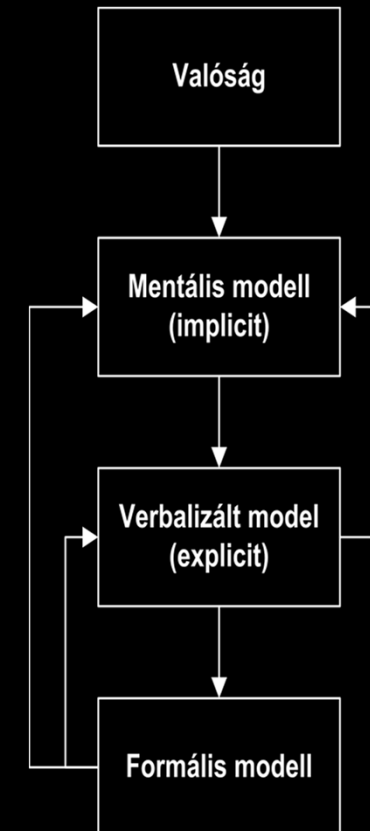 Valóság
Mentális modell
(implicit)
Verbalizált model
(explicit)
Formális modell